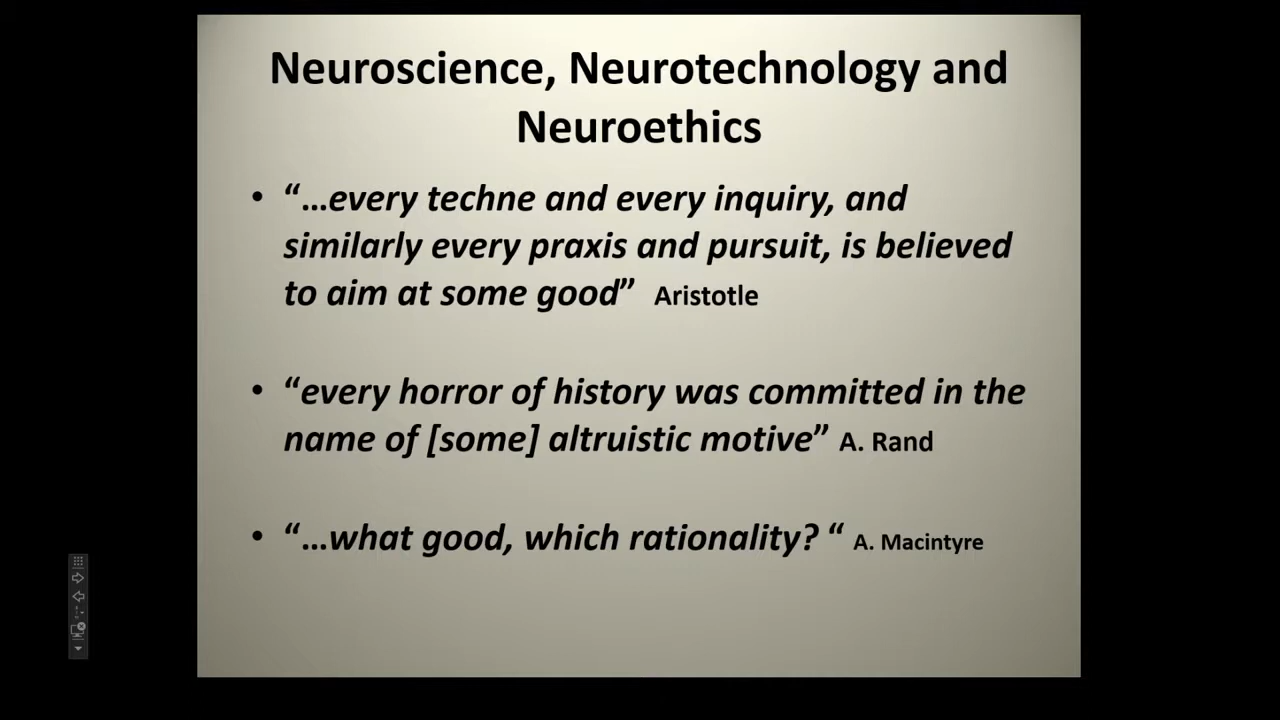 Neuroscience, Neurotechnology and
Neuroethics
• “…every techne and every inquiry, and
similarly every praxis and pursuit, is believed
to aim at some good” Aristotle
• “every horror of history was committed in the
name of [some] altruistic motive” A. Rand
• “…what good, which rationality? “ A. Macintyre